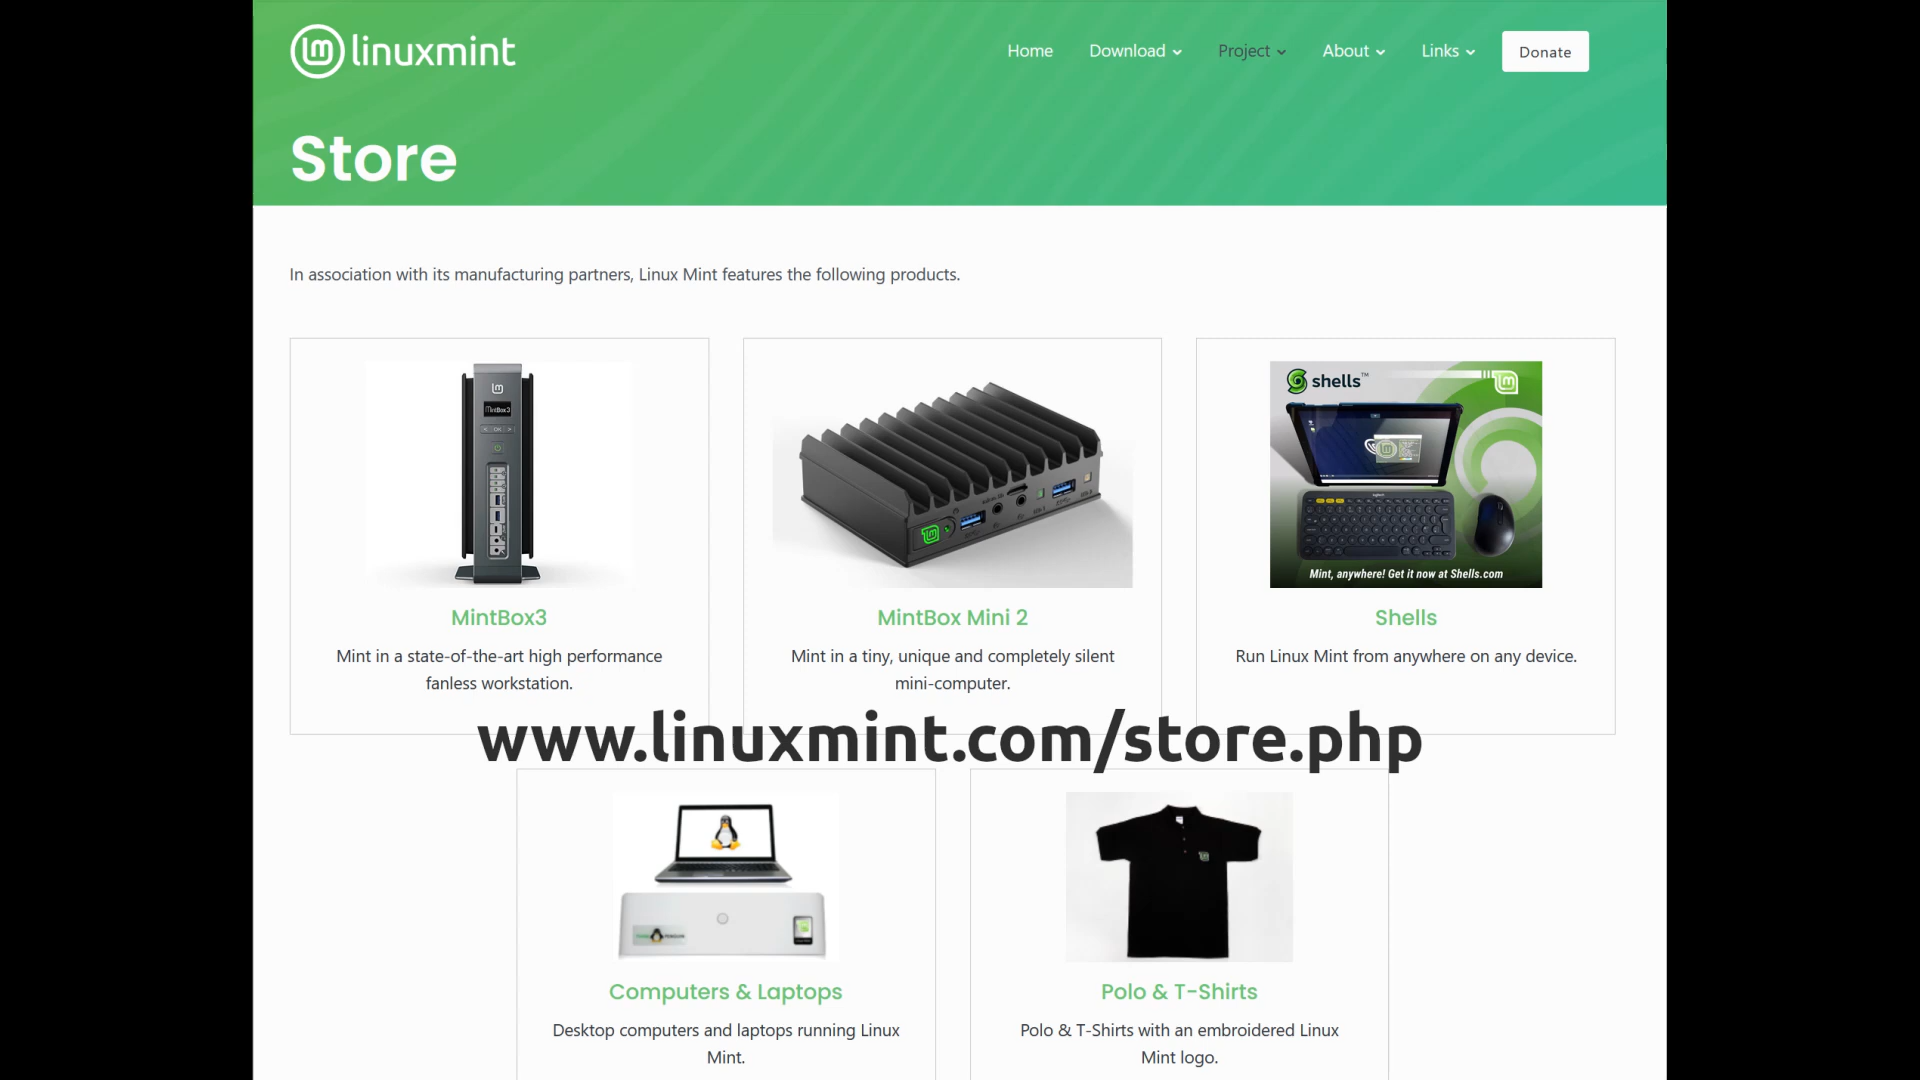 linuxmint
Home
Download
Project
About
Links
Donate
Store
In association with its manufacturing partners, Linux Mint features the following products.
MintBox3
shells™
Mint, anywhere! Get it now at Shells.com
MintBox3
Mint in a state-of-the-art high performance
fanless workstation.
MintBox Mini 2
Mint in a tiny, unique and completely silent
mini-computer.
Shells
Run Linux Mint from anywhere on any device.
www.linuxmint.com/store.php
Computers & Laptops
Desktop computers and laptops running Linux
Mint.
Polo & T-Shirts
Polo & T-Shirts with an embroidered Linux
Mint logo.